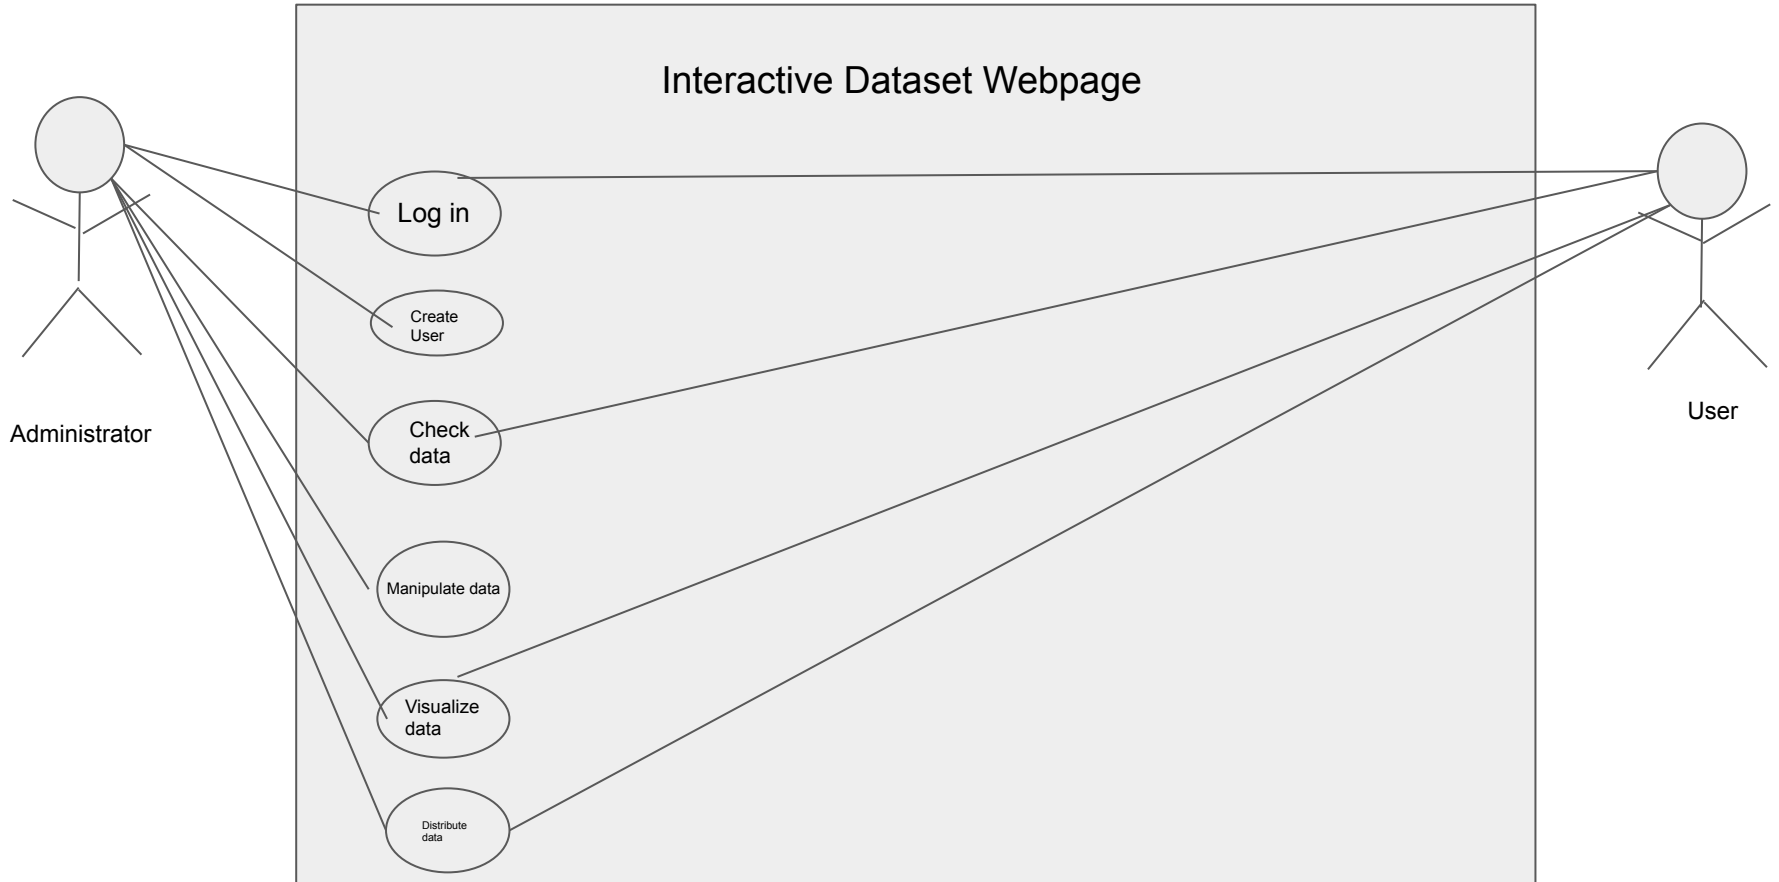 Interactive Dataset Webpage
Log in
Create
User
Check
data
Administrator
User
Manipulate data
Visualize
data
Distribute
data